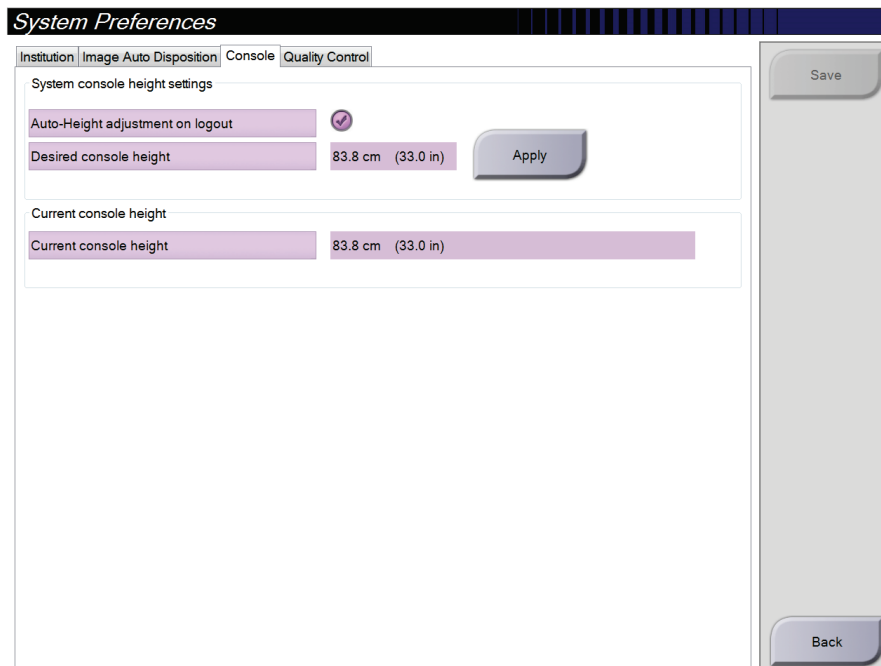 System Preferences
Institution Image Auto Disposition Console Quality Control
Save
System console height settings
Auto-Height adjustment on logout
Desired console height 83.8 cm (33.0 in) Apply
Current console height
Current console height 83.8 cm (33.0 in)
Back